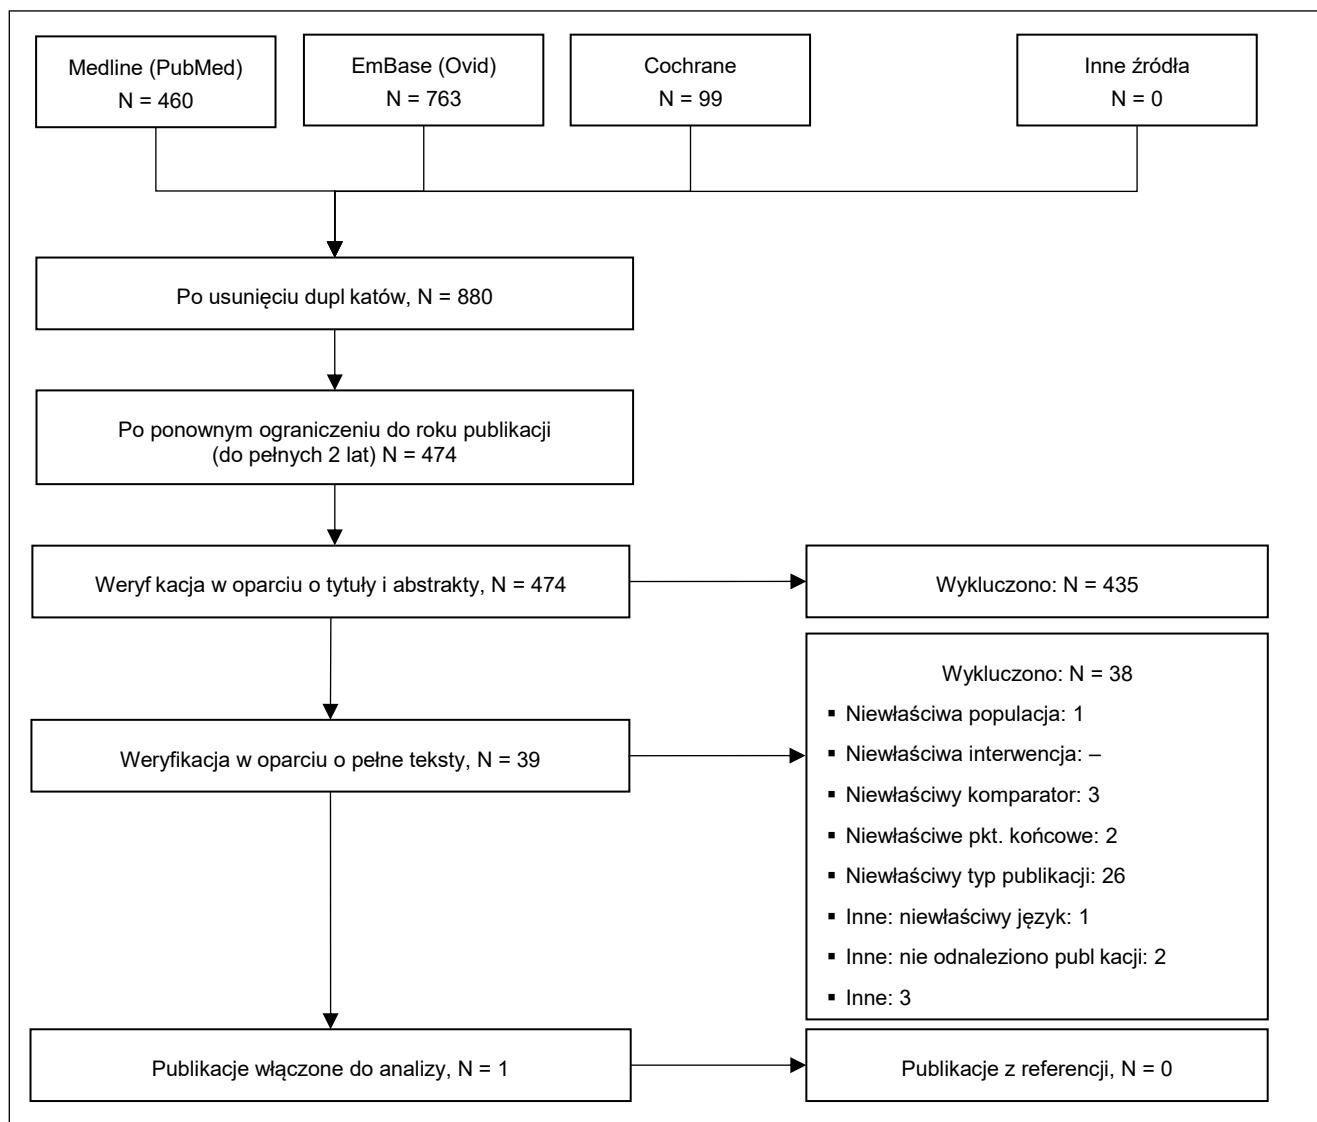 Medline (PubMed)
N = 460
EmBase (Ovid)
N = 763
Cochrane
N = 99
Inne źródła
N = 0
Po usunięciu dupl katów, N = 880
Po ponownym ograniczeniu do roku publikacji
(do pełnych 2 lat) N = 474
Weryf kacja w oparciu o tytuły i abstrakty, N = 474
Wykluczono: N = 435
Wykluczono: N = 38
▪ Niewłaściwa populacja: 1
▪ Niewłaściwa interwencja: –
▪ Niewłaściwy komparator: 3
▪ Niewłaściwe pkt. końcowe: 2
▪ Niewłaściwy typ publikacji: 26
▪ Inne: niewłaściwy język: 1
▪ Inne: nie odnaleziono publ kacji: 2
▪ Inne: 3
Weryfikacja w oparciu o pełne teksty, N = 39
Publikacje włączone do analizy, N = 1
Publikacje z referencji, N = 0